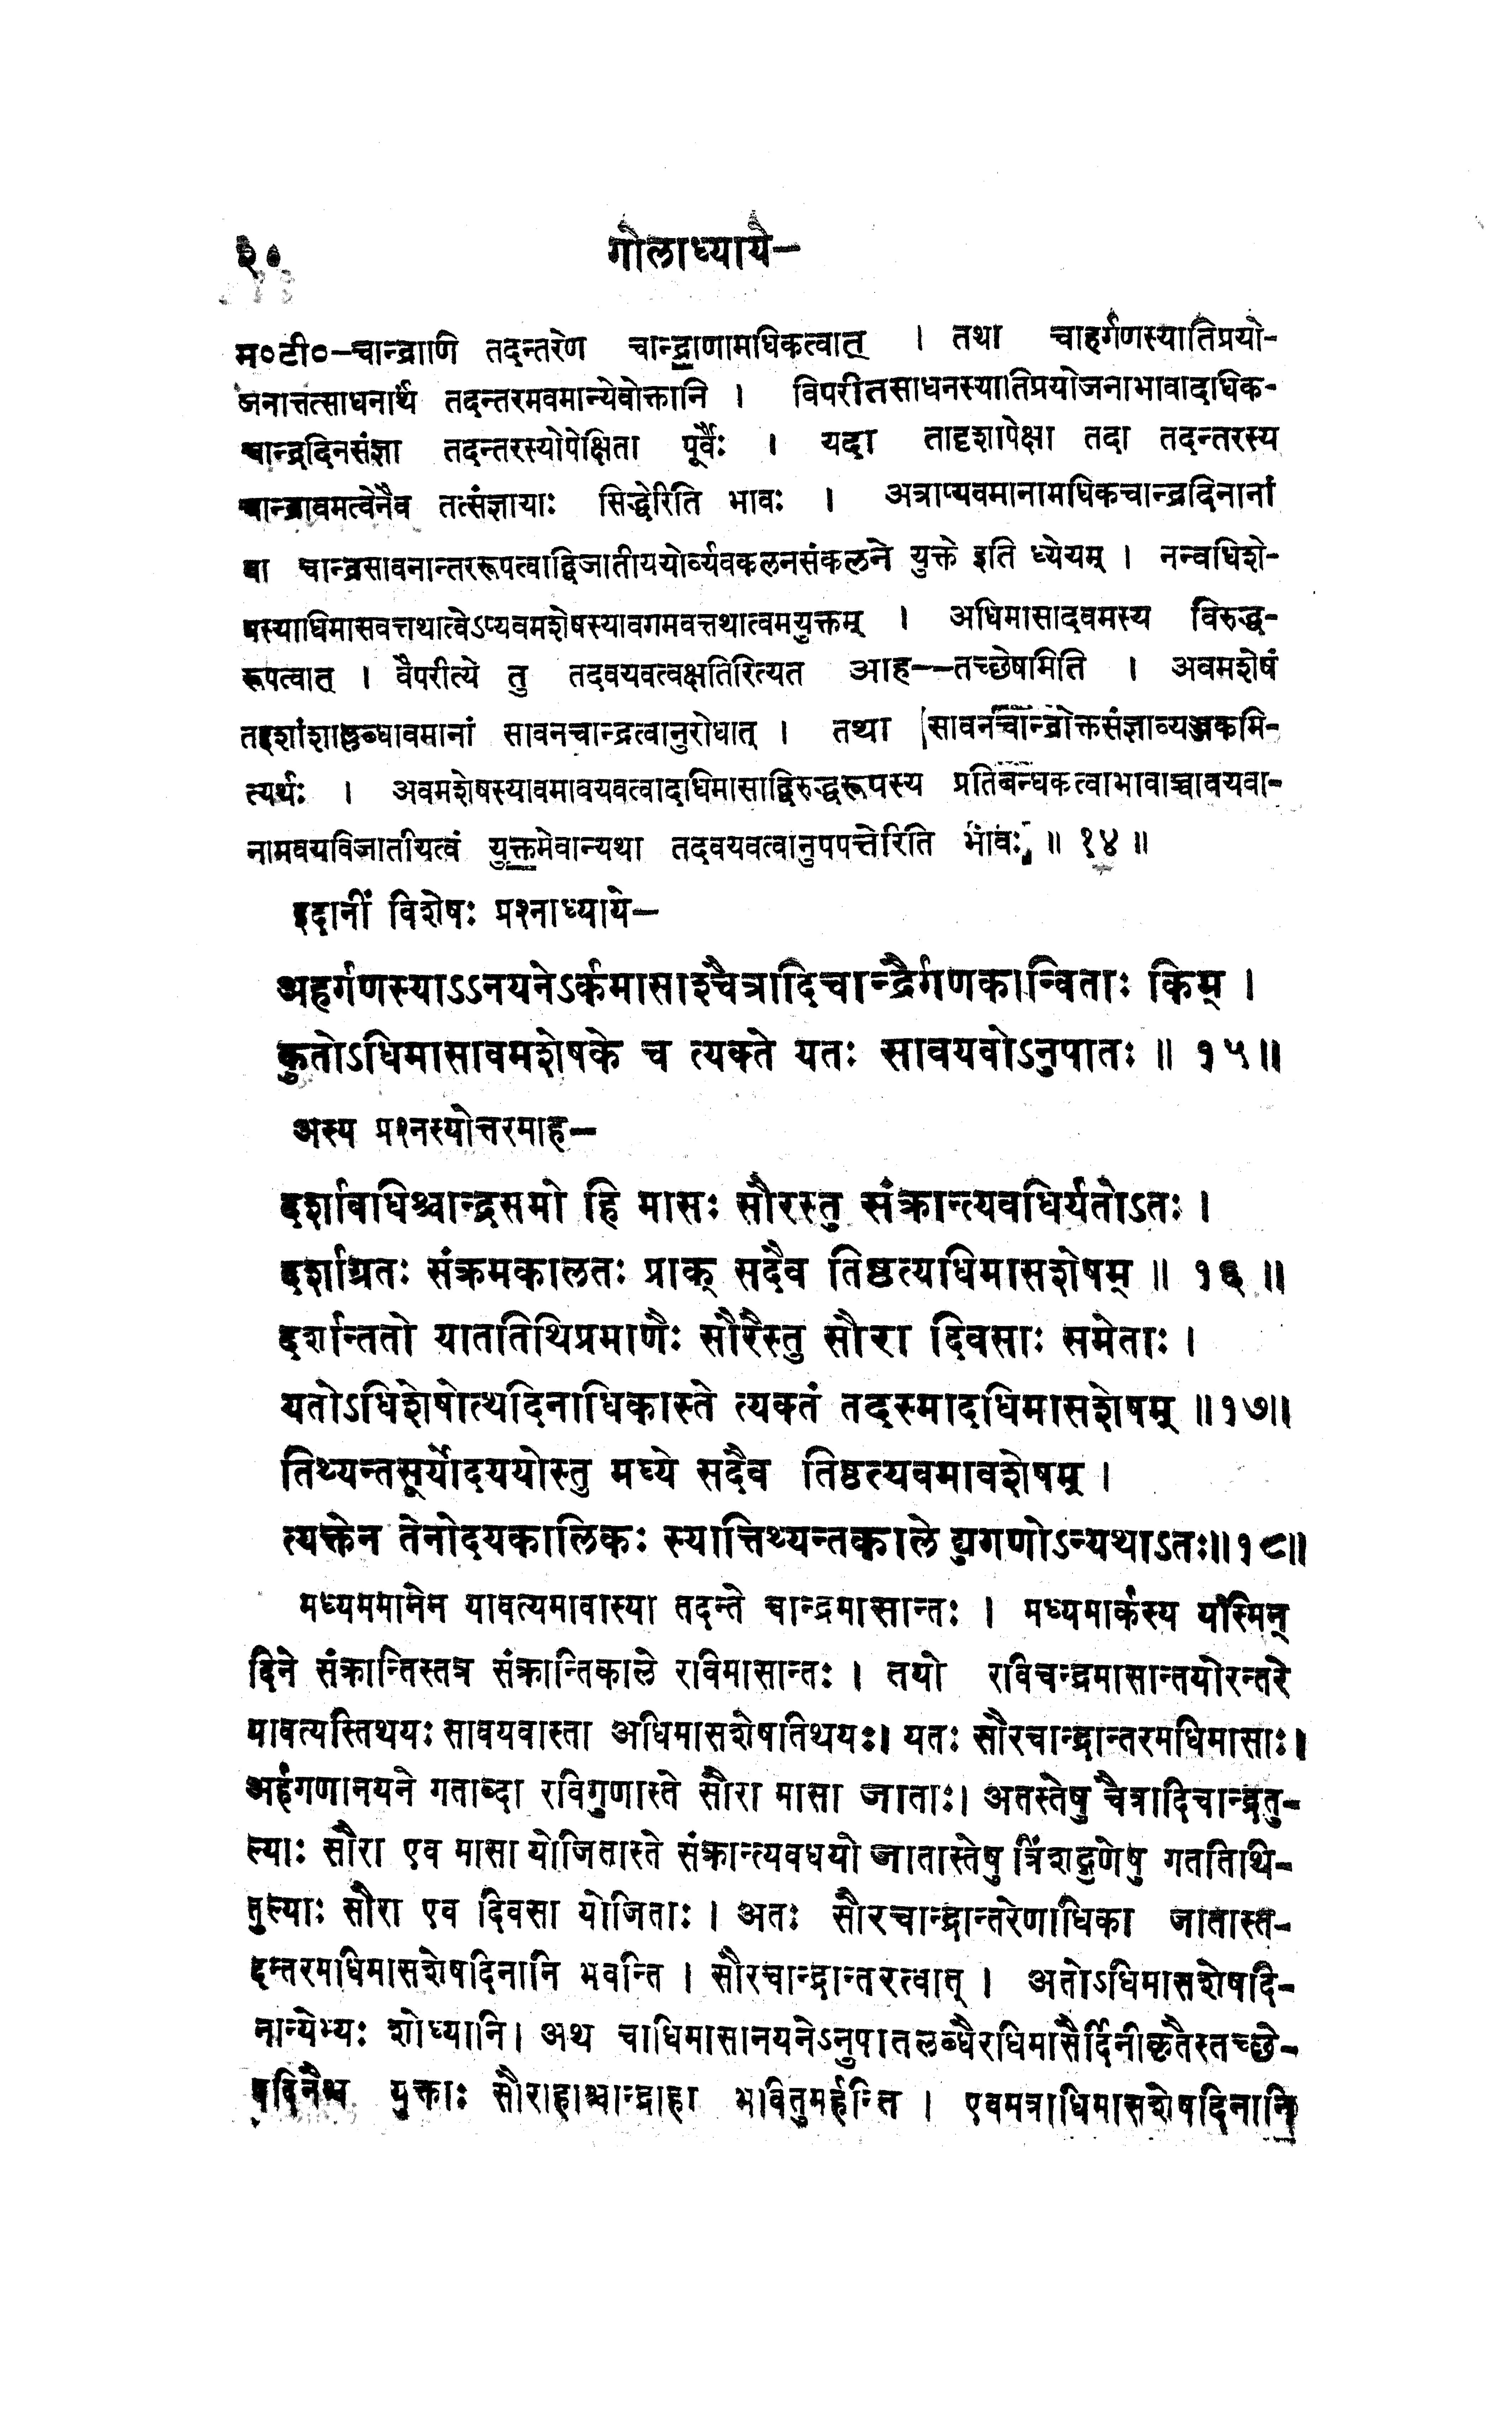 २०
गोलाध्याये—
म०टी०—चान्द्राणि तदन्तरेण चान्द्राणामधिकत्वात् । तथा चाहर्गणस्यातिप्रयो-
जनात्तत्साधनार्थं तदन्तरमवमान्येवोक्तानि । विपरीतसाधनस्यातिप्रयोजनाभावादधिक-
चान्द्रदिनसंज्ञा तदन्तरस्योपेक्षिता पूर्वैः । यदा तादृशापेक्षा तदा तदन्तरस्य
चान्द्रावमत्वेनैव तत्संज्ञायाः सिद्धेरिति भावः । अत्राप्यवमानामधिकचान्द्रदिनानां
वा चान्द्रसावनान्तररूपत्वाद्विजातीययोर्व्यवकलनसंकलने युक्ते इति ध्येयम् । नन्वधिशे-
षस्याधिमासवत्तथात्वेऽप्यवमशेषस्यावगमवत्तथात्वमयुक्तम् । अधिमासादवमस्य विरुद्ध-
रूपत्वात् । वैपरीत्ये तु तदवयवत्वक्षतिरित्यत आह——तच्छेषमिति । अवमशेषं
सावनचान्द्रत्वानुरोधात् । तथा सावनचान्द्रोक्तसंज्ञाव्यञ्जकमि-
त्यर्थः । अवमशेषस्यावमावयवत्वादधिमासाद्विरुद्धरूपस्य प्रतिबन्धकत्वाभावाच्चावयवा-
नामवयविजातीयत्वं युक्तमेवान्यथा तदवयवत्वानुपपत्तेरिति भावः ॥ १४ ॥
इदानीं विशेषः प्रश्नाध्याये—
अहर्गणस्याऽऽनयनेऽर्कमासाश्चैत्रादिचान्द्रैर्गणकान्विताः किम् ।
कुतोऽधिमासावमशेषके च त्यक्ते यतः सावयवोऽनुपातः ॥ १५॥
अस्य प्रश्नस्योत्तरमाह—
दर्शावधिश्चान्द्रसमो हि मासः सौरस्तु संक्रान्त्यवधिर्यतोऽतः ।
दर्शाग्रतः संक्रमकालतः प्राक् सदैव तिष्ठत्यधिमासशेषम् ॥ १६ ॥
दर्शान्ततो याततिथिप्रमाणैः सौरैस्तु सौरा दिवसाः समेताः ।
यतोऽधिशेषोत्थदिनाधिकास्ते त्यक्तं तदस्मादधिमासशेषम् ॥१७॥
तिथ्यन्तसूर्योदययोस्तु मध्ये सदैव तिष्ठत्यवमावशेषम् ।
त्यक्तेन तेनोदयकालिकः स्यात्तिथ्यन्तकाले द्युगणोऽन्यथाऽतः॥१८॥
मध्यममानेन यावत्यमावास्या तदन्ते चान्द्रमासान्तः । मध्यमार्कस्य यस्मिन्
दिने संक्रान्तिस्तत्र संक्रान्तिकाले रविमासान्तः । तयो रविचन्द्रमासान्तयोरन्तरे
यावत्यस्तिथयः सावयवास्ता अधिमासशेषतिथयः। यतः सौरचान्द्रान्तरमधिमासाः।
अर्हगणानयने गताब्दा रविगुणास्ते सौरा मासा जाताः। अतस्तेषु चैत्रादिचान्द्रतु-
ल्याः सौरा एव मासा योजितास्ते संक्रान्त्यवधयो जातास्तेषु त्रिंशद्गुणेषु गततिथि-
तुल्याः सौरा एव दिवसा योजिताः । अतः सौरचान्द्रान्तरेणाधिका जातास्त-
दन्तरमधिमासशेषदिनानि भवन्ति । सौरचान्द्रान्तरत्वात् । अतोऽधिमासशेषदि-
नान्येभ्यः शोध्यानि। अथ चाधिमासानयनेऽनुपातलब्धैरधिमासैर्दिनीकृतैस्तच्छे-
षदिनैश्च युक्ताः सौराहाश्चान्द्राहा भवितुमर्हन्ति । एवमत्राधिमासशेषदिनानि